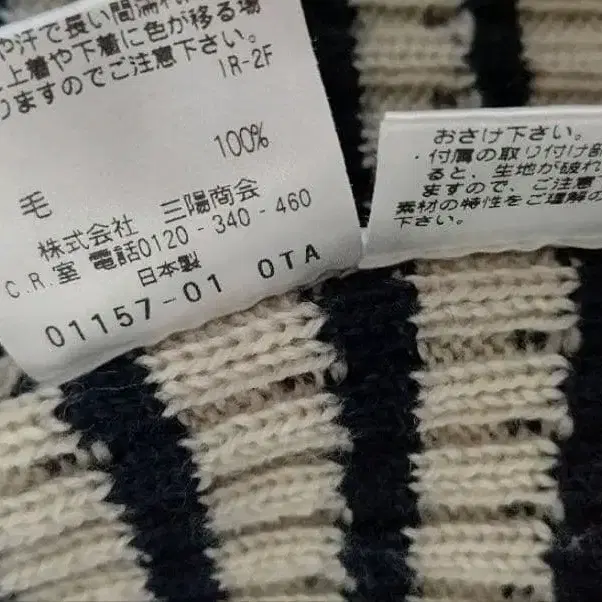 や汗で長い間濡れ
上着や下着に色が移る場
りますのでご注意下さい。
IR-2F
毛 100%
株式会社 三陽商会
C.R.室 電話0120-340-460
日本製
01157-01 OTA
おさけ下さい。
・付属の取り付け部
ると、生地が破れ
ますので、ご注意
素材の特性をご理解の
下さい。